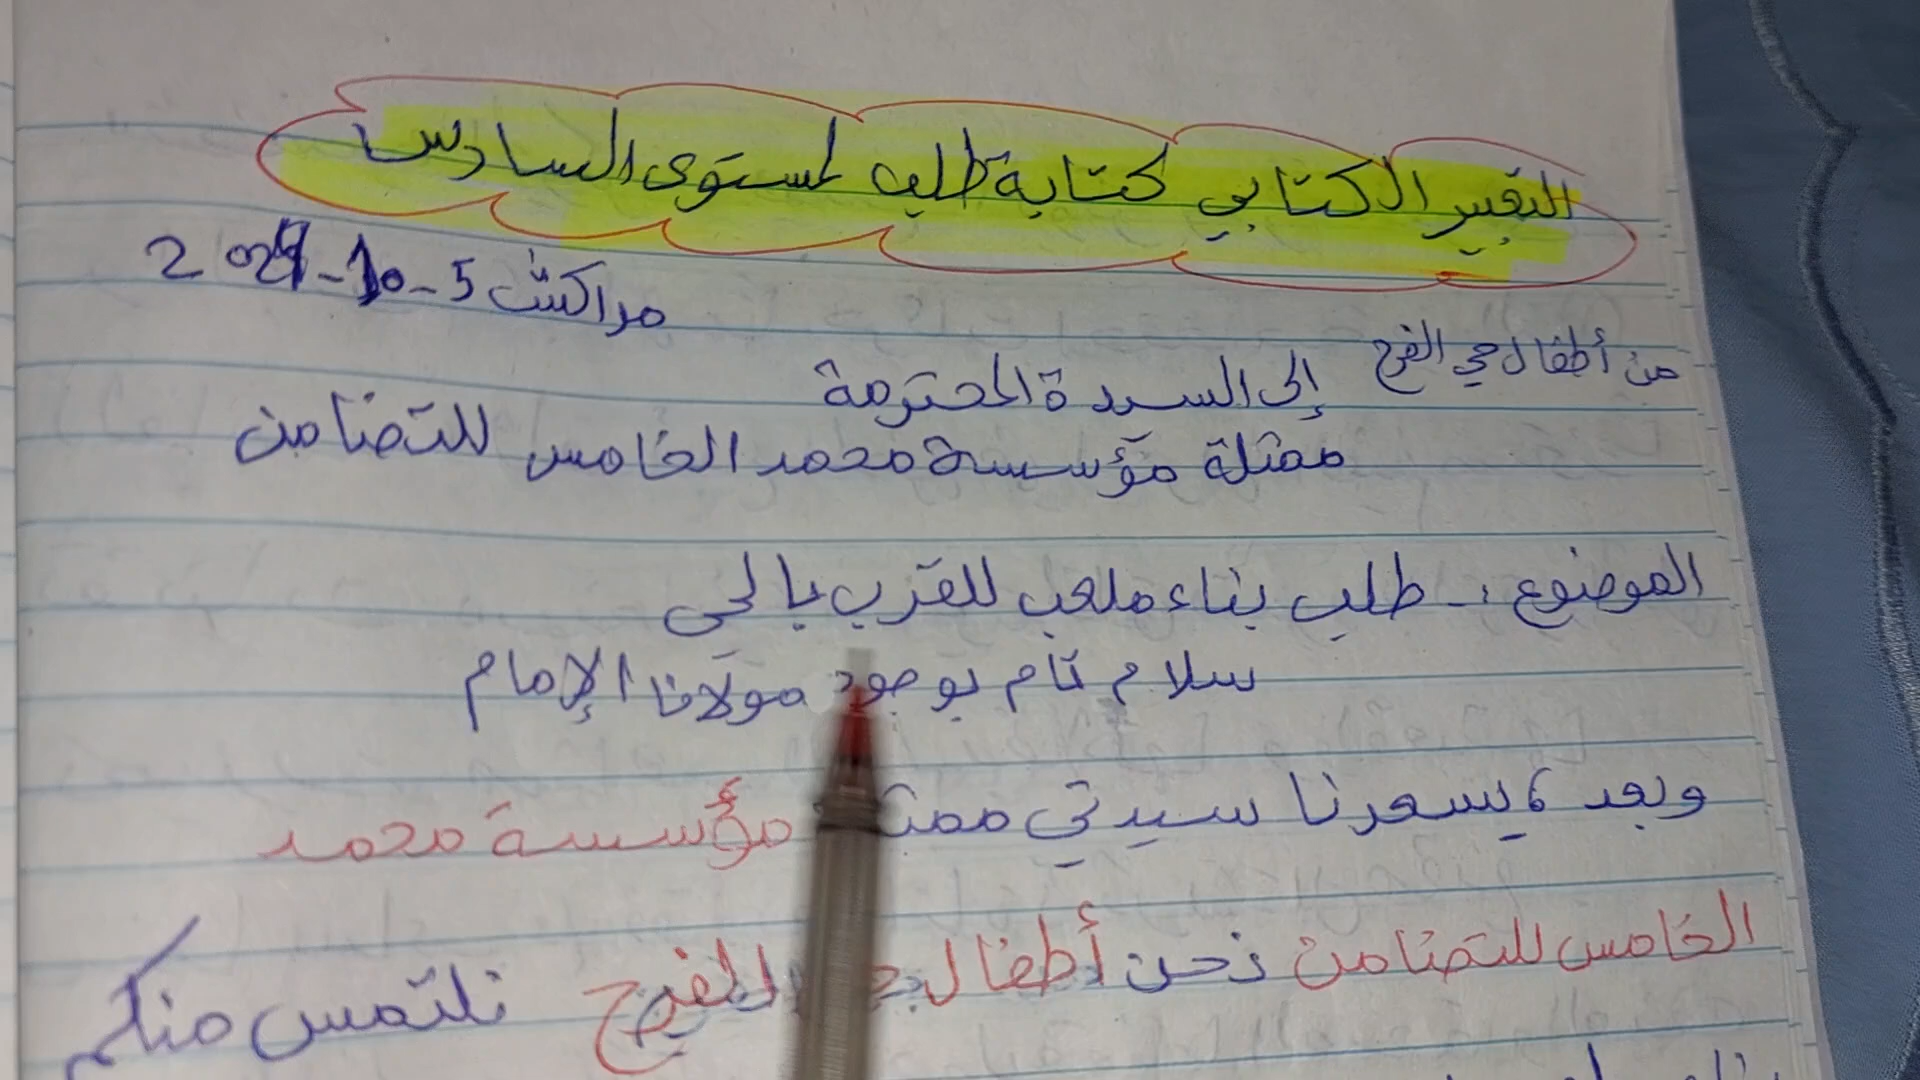 التعبير الكتابي كتابة طلب لمستوى السادس
مراكش 5-10-2024
من أطفال حي الفرح إلى السيدة المحترمة
ممثلة مؤسسة محمد الخامس للتضامن
الموضوع :- طلب بناء ملعب للقرب بالحي
سلام تام بوجود مولانا الإمام
وبعد ، يسعدنا سيدتي مؤسسة محمد
الخامس للتضامن نحن أطفال الفرح نلتمس منكم